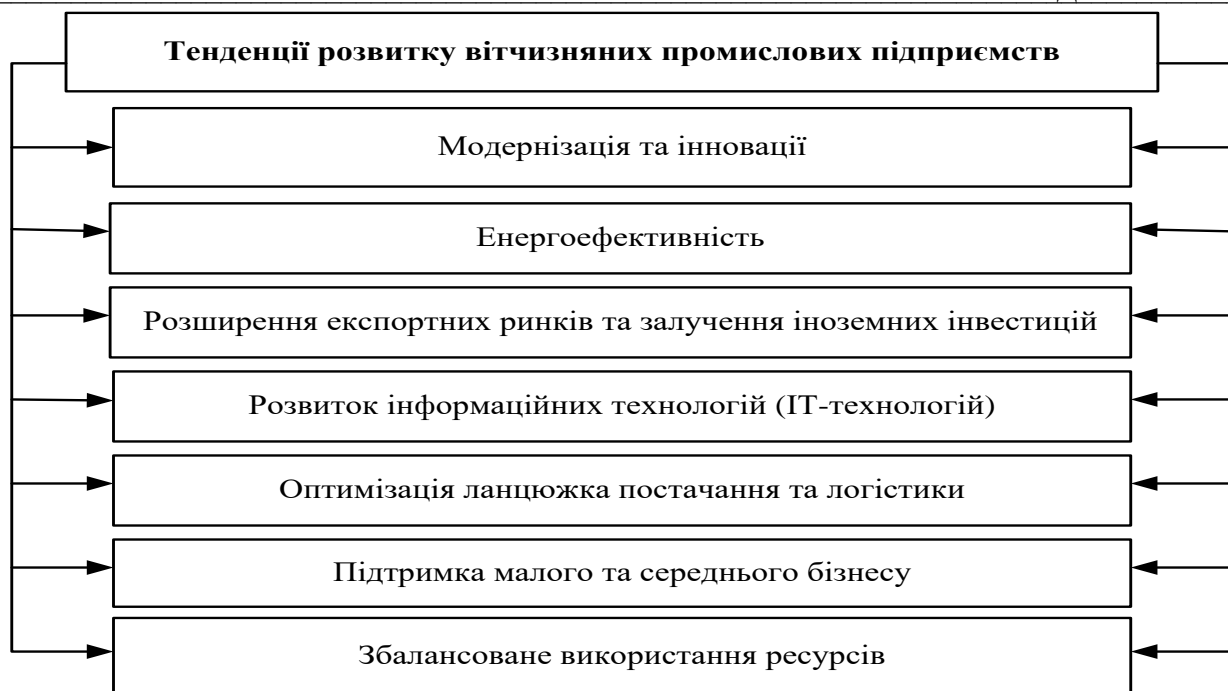 Тенденції розвитку вітчизняних промислових підприємств
Модернізація та інновації
Енергоефективність
Розширення експортних ринків та залучення іноземних інвестицій
Розвиток інформаційних технологій (ІТ-технологій)
Оптимізація ланцюжка постачання та логістики
Підтримка малого та середнього бізнесу
Збалансоване використання ресурсів